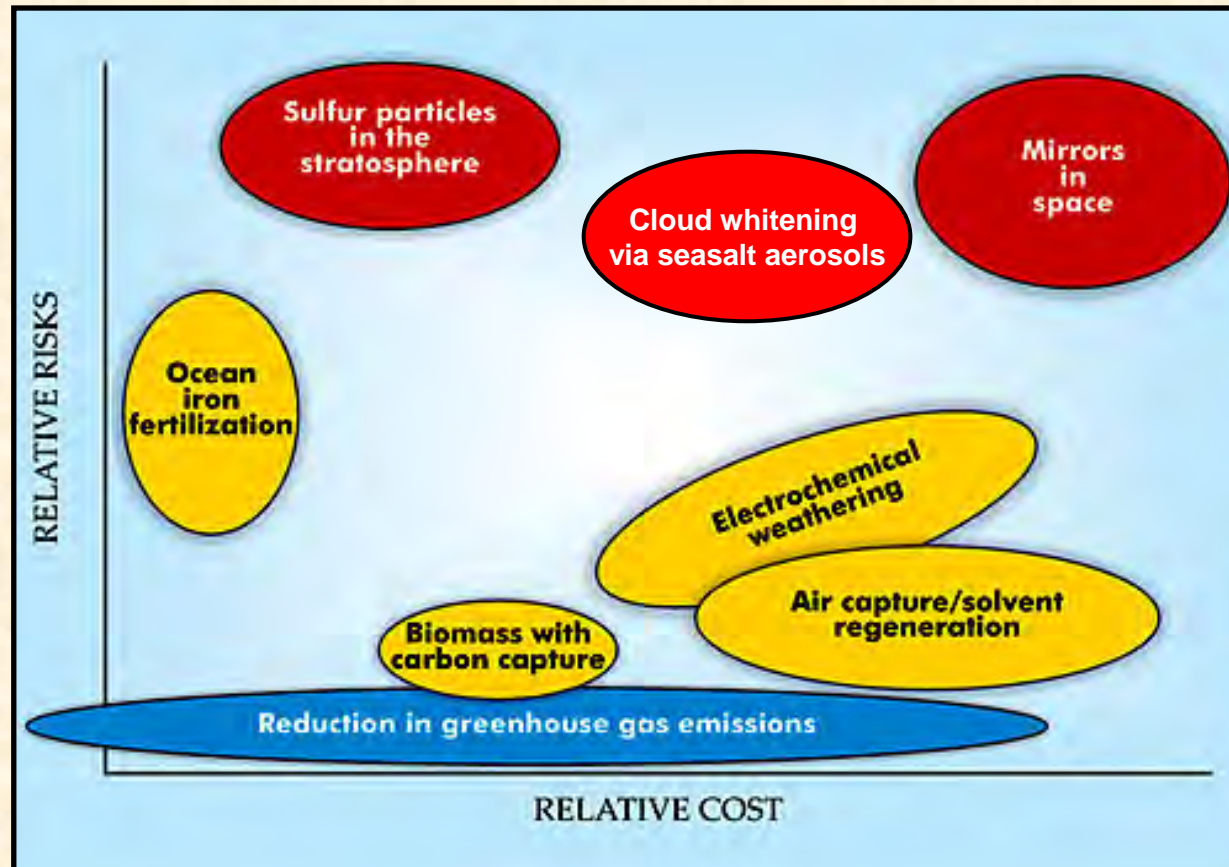 Sulfur particles
in the
stratosphere
Mirrors
in
space
Cloud whitening
via seasalt aerosols
RELATIVE RISKS
Ocean
iron
fertilization
Electrochemical
weathering
Air capture/solvent
regeneration
Biomass with
carbon capture
Reduction in greenhouse gas emissions
RELATIVE COST